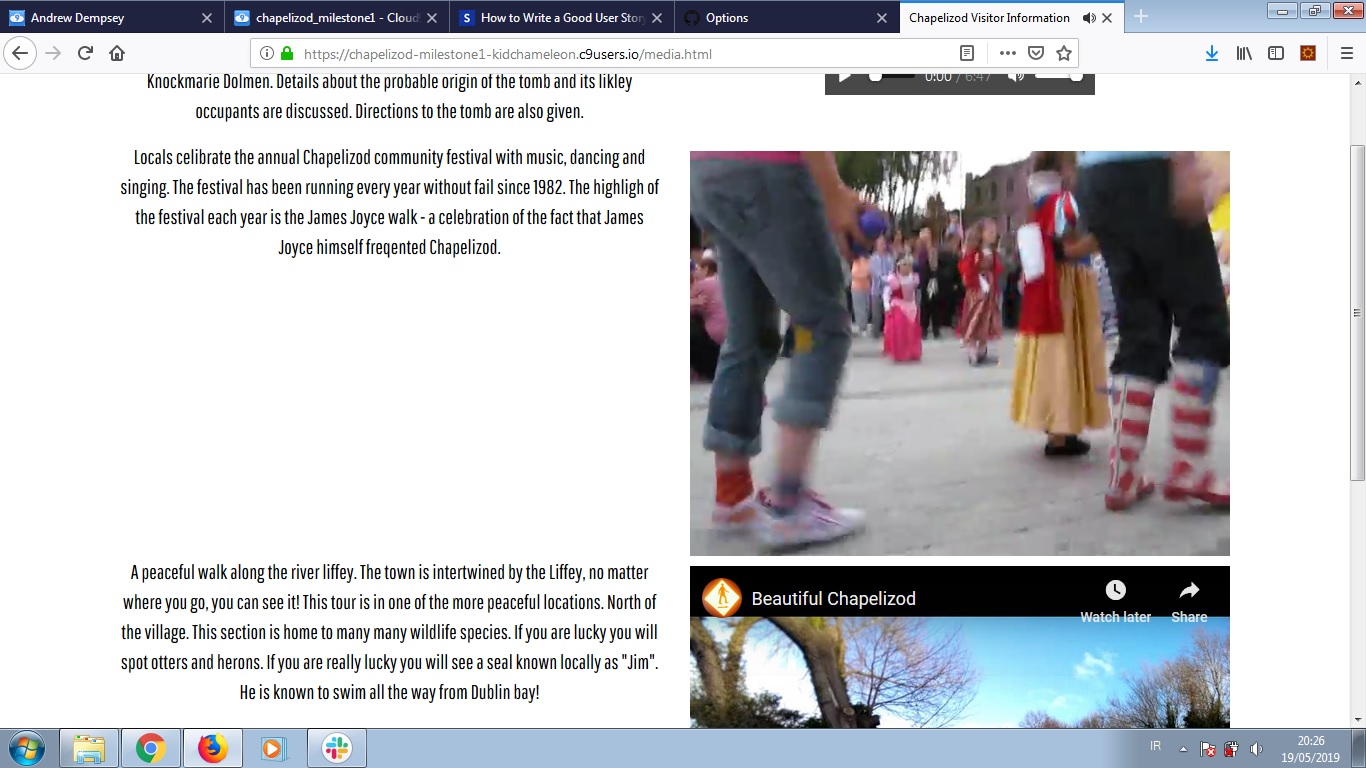 Andrew Dempsey
chapelizod_milestone1 - Cloud
How to Write a Good User Story
Options
Chapelizod Visitor Information
https://chapelizod-milestone1-kidchameleon.c9users.io/media.html
Knockmarie Dolmen. Details about the probable origin of the tomb and its likley
occupants are discussed. Directions to the tomb are also given.
0:00 / 6:47
Locals celibrate the annual Chapelizod community festival with music, dancing and
singing. The festival has been running every year without fail since 1982. The highligh of
the festival each year is the James Joyce walk - a celebration of the fact that James
Joyce himself freqented Chapelizod.
A peaceful walk along the river liffey. The town is intertwined by the Liffey, no matter
where you go, you can see it! This tour is in one of the more peaceful locations. North of
the village. This section is home to many many wildlife species. If you are lucky you will
spot otters and herons. If you are really lucky you will see a seal known locally as "Jim".
He is known to swim all the way from Dublin bay!
Beautiful Chapelizod
Watch later
Share
IR
20:26
19/05/2019